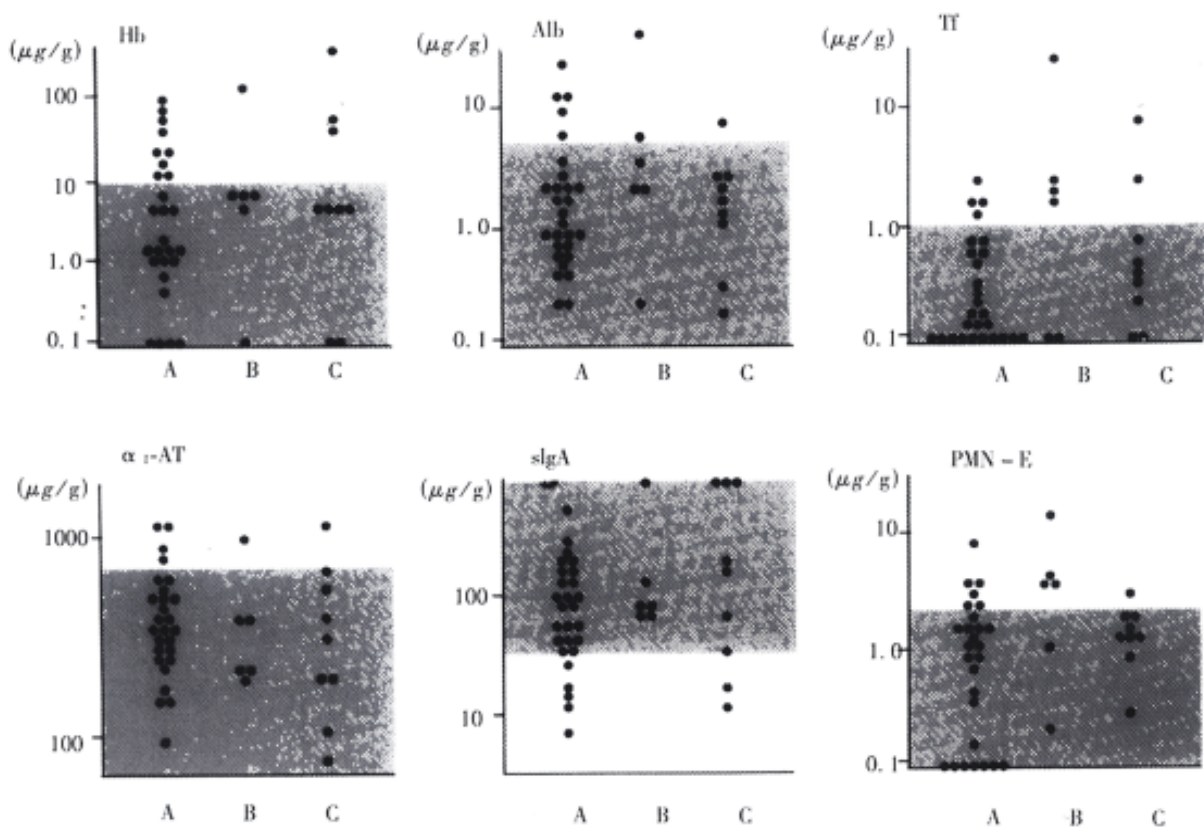 Hb
(μg/g)
100
10
1.0
0.1
A B C
Alb
(μg/g)
10
1.0
0.1
A B C
Tf
(μg/g)
10
1.0
0.1
A B C
α₁-AT
(μg/g)
1000
100
A B C
sIgA
(μg/g)
100
10
A B C
PMN - E
(μg/g)
10
1.0
0.1
A B C